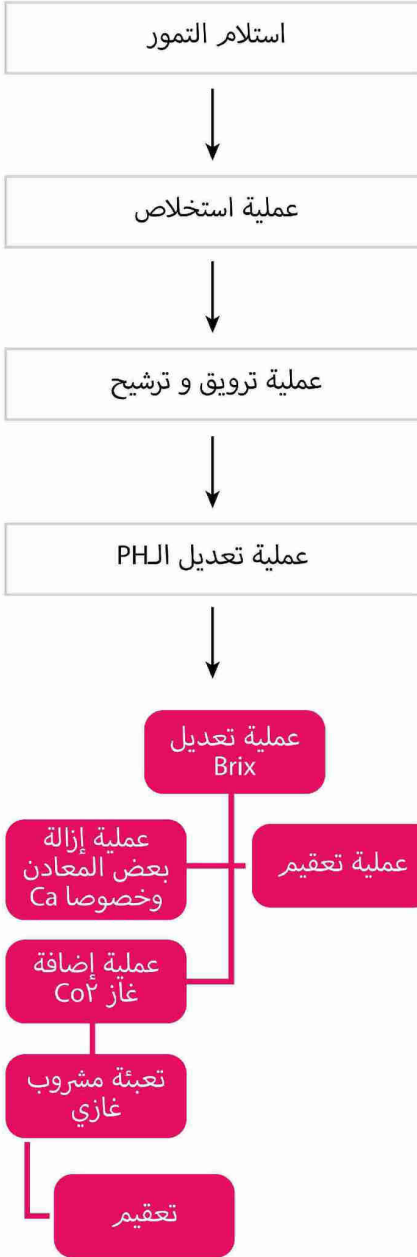 استلام التمور
عملية استخلاص
عملية ترويق و ترشيح
عملية تعديل الـPH
عملية تعديل
Brix
عملية تعقيم
عملية إزالة
بعض المعادن
وخصوصا Ca
عملية إضافة
غاز Co٢
تعبئة مشروب
غازي
تعقيم